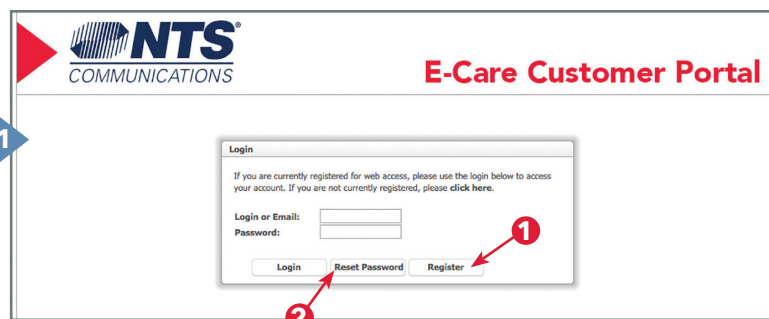 NTS®
COMMUNICATIONS
E-Care Customer Portal
1
Login
If you are currently registered for web access, please use the login below to access
your account. If you are not currently registered, please click here.
Login or Email:
Password:
1
Login Reset Password Register
2